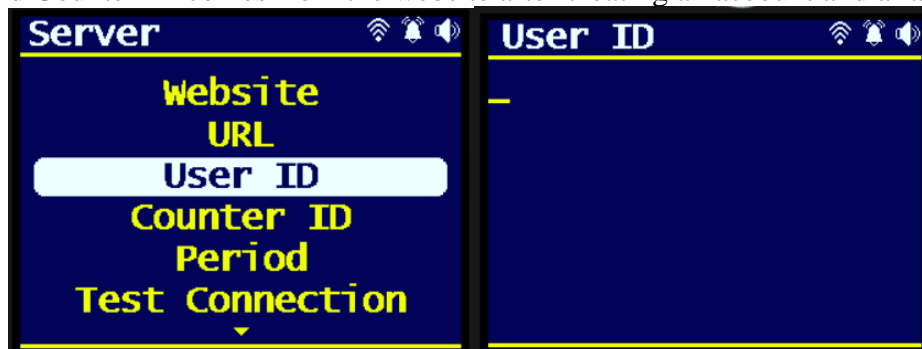 Server
Website
URL
User ID
Counter ID
Period
Test Connection
User ID